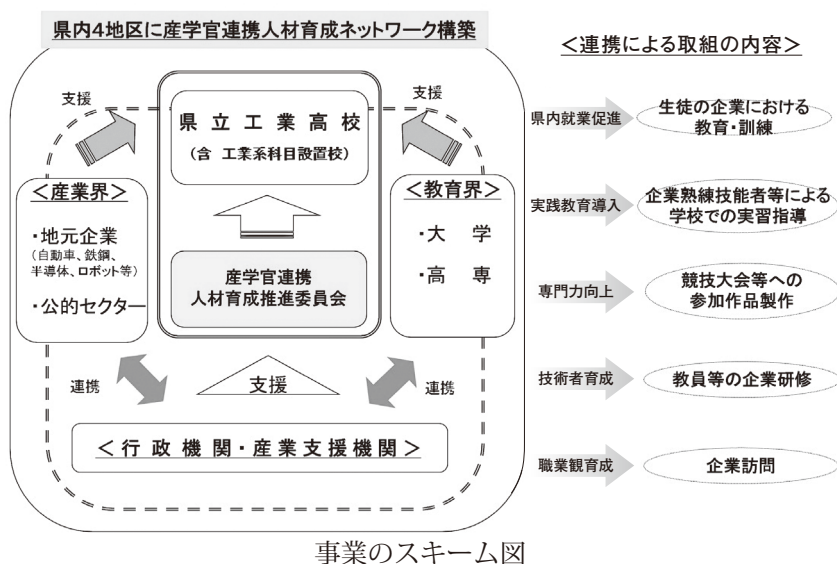 県内4地区に産学官連携人材育成ネットワーク構築
支援
支援
県立工業高校
(含 工業系科目設置校)
<産業界>
・地元企業
(自動車、鉄鋼、
半導体、ロボット等)
・公的セクター
<教育界>
・大 学
・高 専
産学官連携
人材育成推進委員会
連携
支援
連携
<行政機関・産業支援機関>
<連携による取組の内容>
県内就業促進
生徒の企業における
教育・訓練
実践教育導入
企業熟練技能者等による
学校での実習指導
専門力向上
競技大会等への
参加作品製作
技術者育成
教員等の企業研修
職業観育成
企業訪問
事業のスキーム図